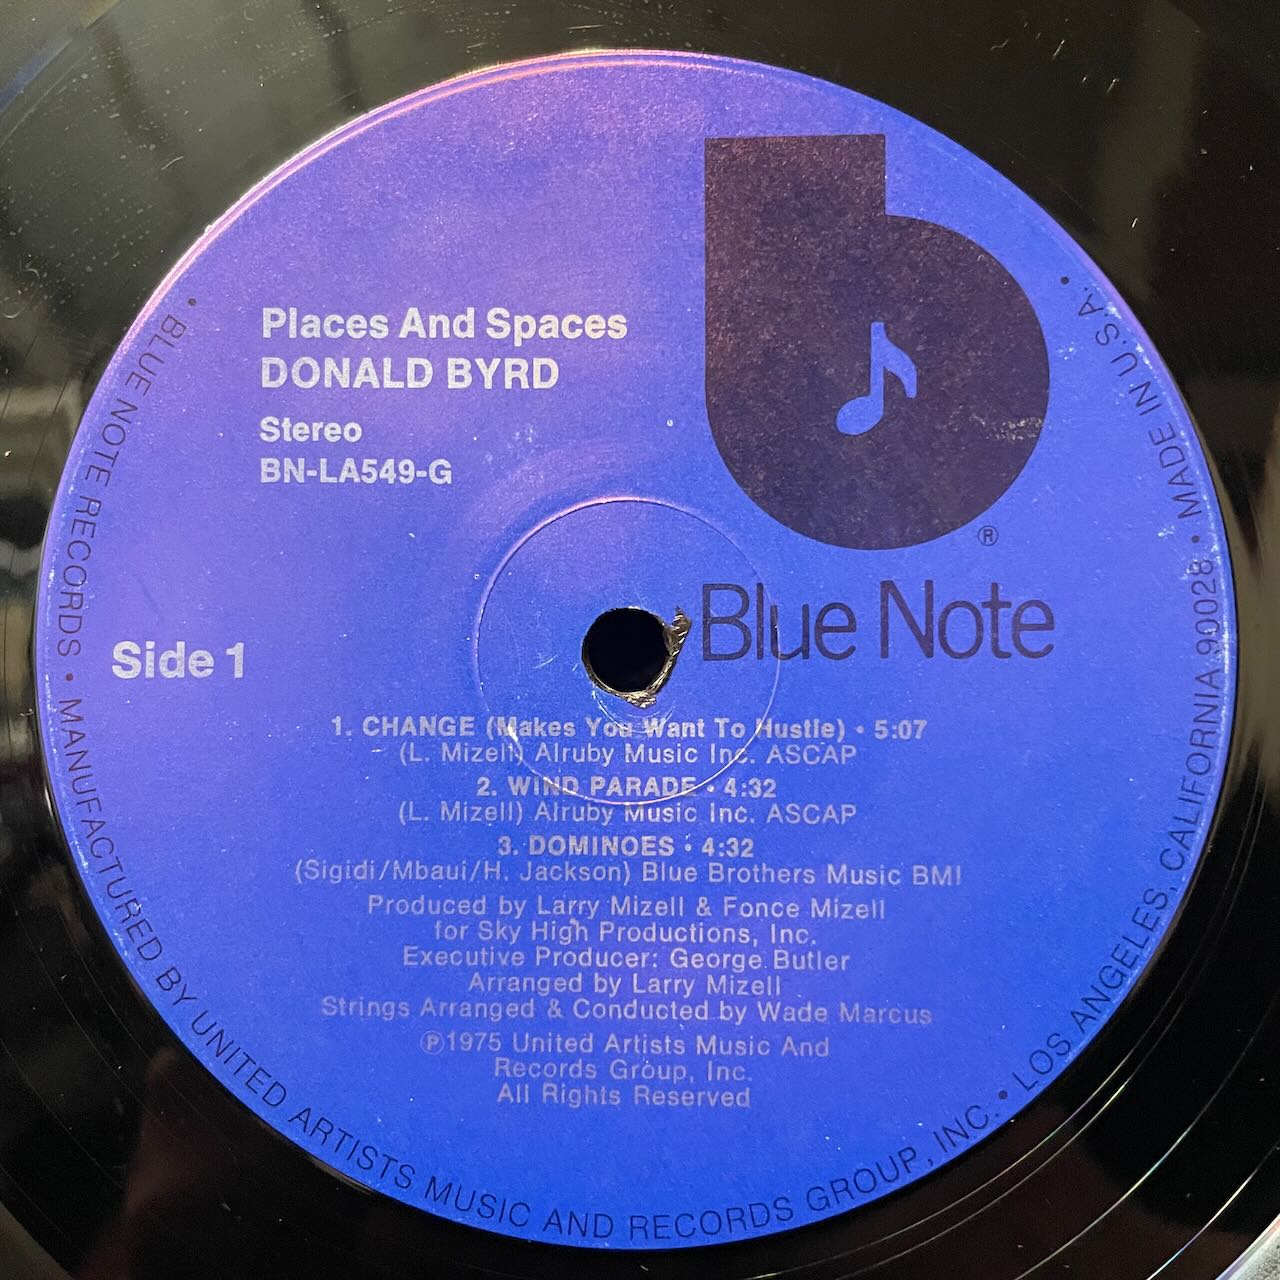 Places And Spaces
DONALD BYRD
Stereo
BN-LA549-G
®
Blue Note
Side 1
1. CHANGE (Makes You Want To Hustle) • 5:07
(L. Mizell) Alruby Music Inc. ASCAP
2. WIND PARADE • 4:32
(L. Mizell) Alruby Music Inc. ASCAP
3. DOMINOES • 4:32
(Sigidi/Mbaui/H. Jackson) Blue Brothers Music BMI
Produced by Larry Mizell & Fonce Mizell
for Sky High Productions, Inc.
Executive Producer: George Butler
Arranged by Larry Mizell
Strings Arranged & Conducted by Wade Marcus
℗1975 United Artists Music And
Records Group, Inc.
All Rights Reserved
• BLUE NOTE RECORDS • MANUFACTURED BY UNITED ARTISTS MUSIC AND RECORDS GROUP, INC. • LOS ANGELES, CALIFORNIA 90028 • MADE IN U.S.A. •